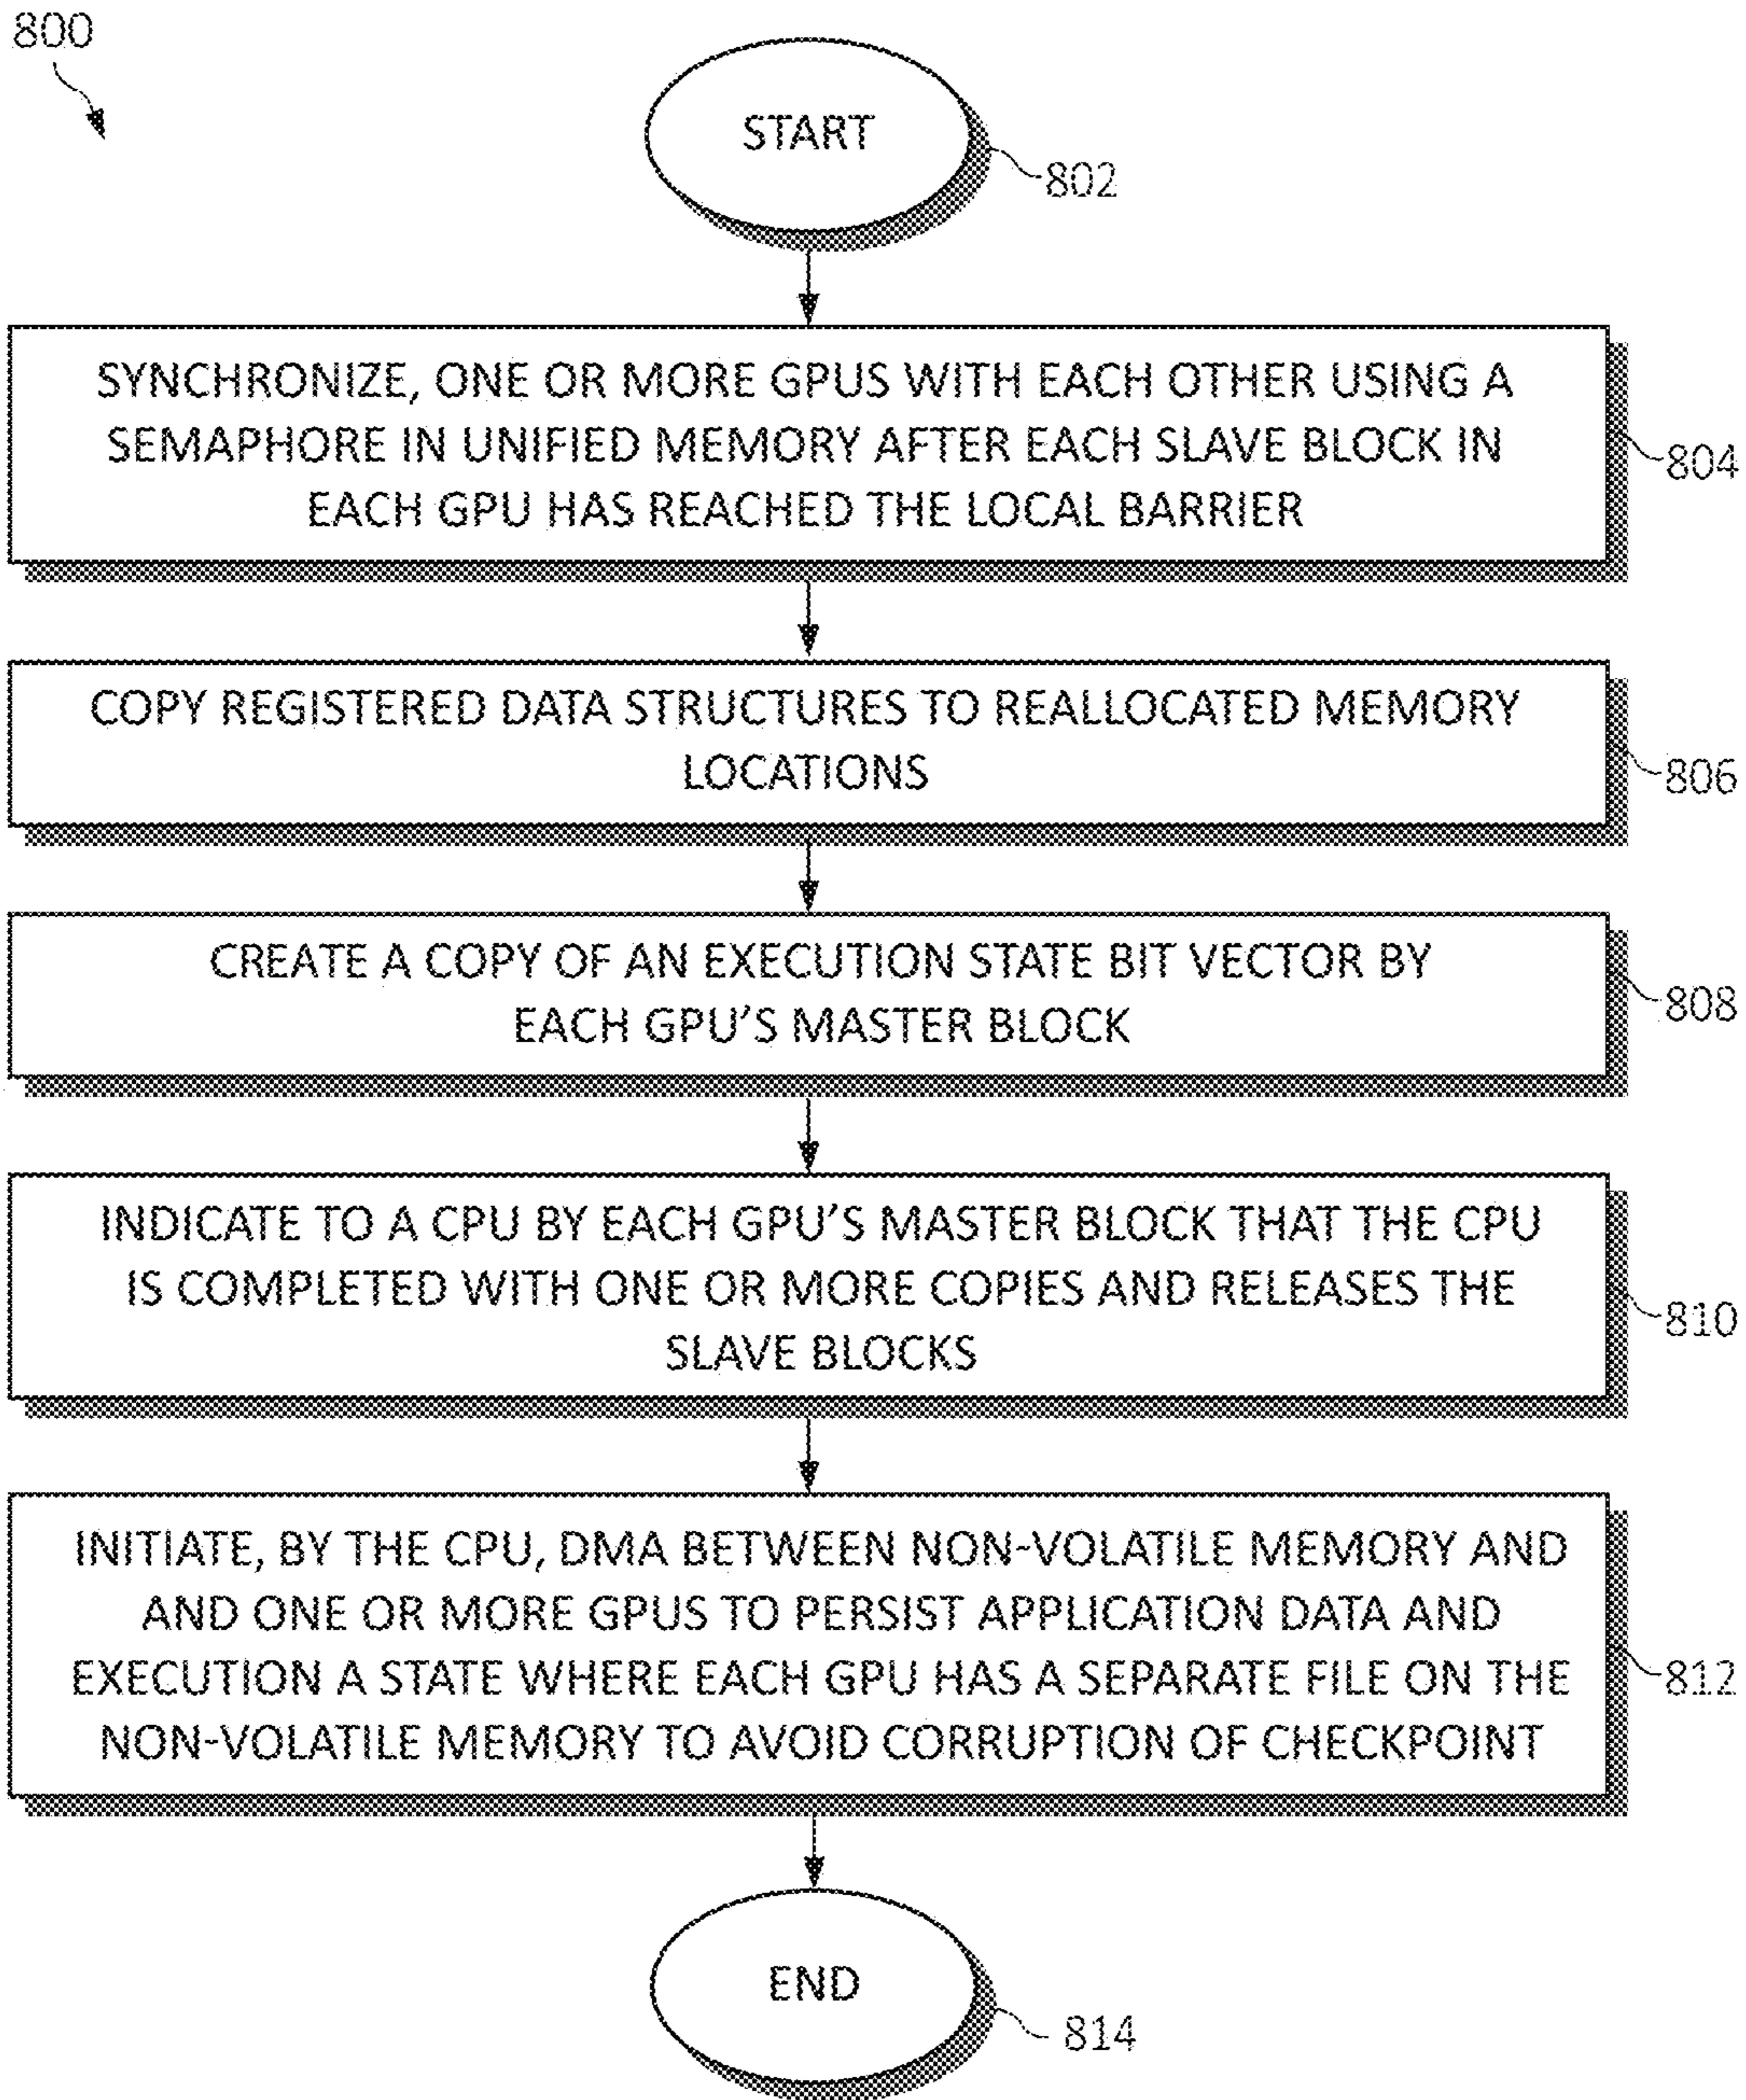 800
START
802
SYNCHRONIZE, ONE OR MORE GPUS WITH EACH OTHER USING A
SEMAPHORE IN UNIFIED MEMORY AFTER EACH SLAVE BLOCK IN
EACH GPU HAS REACHED THE LOCAL BARRIER
804
COPY REGISTERED DATA STRUCTURES TO REALLOCATED MEMORY
LOCATIONS
806
CREATE A COPY OF AN EXECUTION STATE BIT VECTOR BY
EACH GPU'S MASTER BLOCK
808
INDICATE TO A CPU BY EACH GPU'S MASTER BLOCK THAT THE CPU
IS COMPLETED WITH ONE OR MORE COPIES AND RELEASES THE
SLAVE BLOCKS
810
INITIATE, BY THE CPU, DMA BETWEEN NON-VOLATILE MEMORY AND
AND ONE OR MORE GPUS TO PERSIST APPLICATION DATA AND
EXECUTION A STATE WHERE EACH GPU HAS A SEPARATE FILE ON THE
NON-VOLATILE MEMORY TO AVOID CORRUPTION OF CHECKPOINT
812
END
814